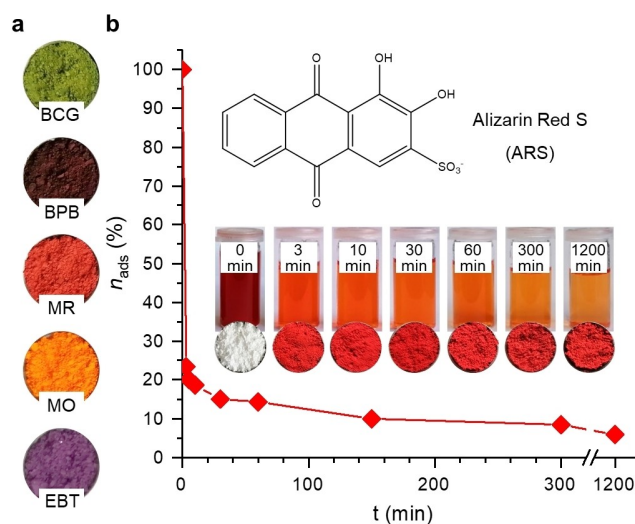 a
BCG
BPB
MR
MO
EBT
b
100
90
80
70
60
50
40
30
20
10
0
n_ads (%)
O
OH
OH
SO₃⁻
O
Alizarin Red S
(ARS)
0 min
3 min
10 min
30 min
60 min
300 min
1200 min
0
100
200
300
1200
t (min)